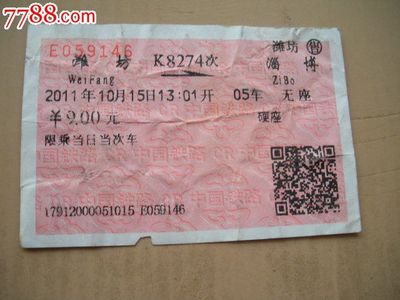 7788.com
E059146
潍坊 售
潍坊 K8274次 淄博
WeiFang ZiBo
2011年10月15日13:01开 05车 无座
￥9.00元 硬座
限乘当日当次车
17912000051015 E059146